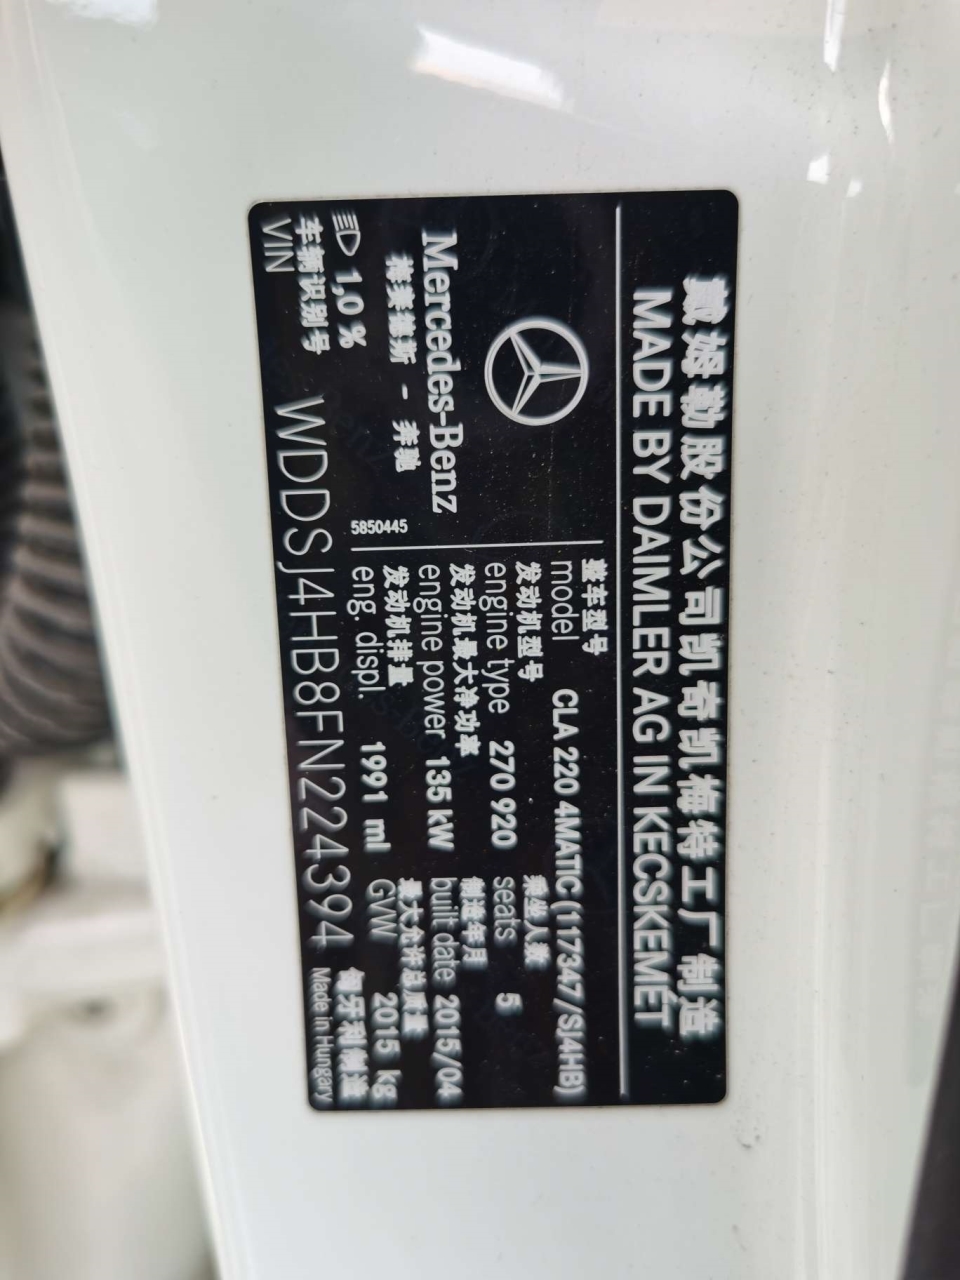 戴姆勒股份公司凯奇凯梅特工厂制造
MADE BY DAIMLER AG IN KECSKEMET
Mercedes-Benz
梅赛德斯 - 奔驰
5850445
整车型号
model CLA 220 4MATIC (117347/SJ4HB)
发动机型号 乘坐人数
engine type 270 920 seats 5
发动机最大净功率 制造年月
engine power 135 kW built date 2015/04
发动机排量 最大允许总质量
eng. displ. 1991 ml GVW 2015 kg
1,0 %
车辆识别号 匈牙利制造
VIN WDDSJ4HB8FN224394 Made in Hungary